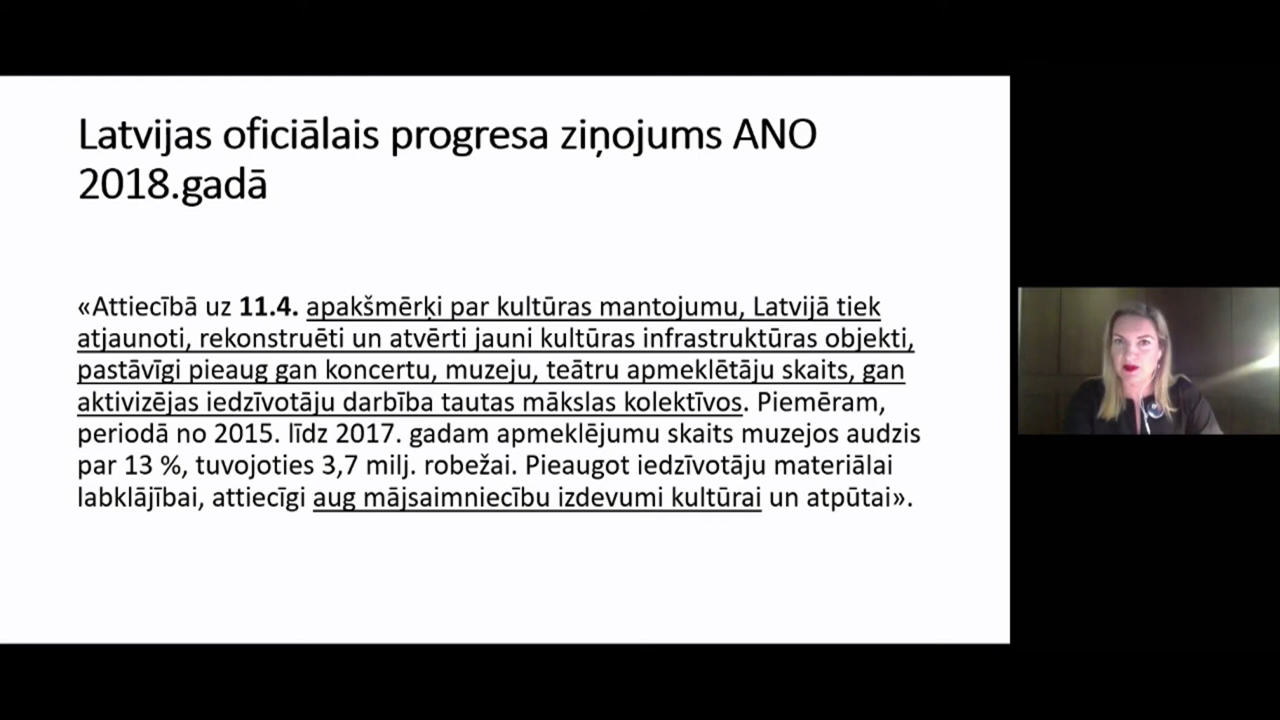 Latvijas oficiālais progresa ziņojums ANO
2018.gadā
«Attiecībā uz 11.4. apakšmērķi par kultūras mantojumu, Latvijā tiek
atjaunoti, rekonstruēti un atvērti jauni kultūras infrastruktūras objekti,
pastāvīgi pieaug gan koncertu, muzeju, teātru apmeklētāju skaits, gan
aktivizējas iedzīvotāju darbība tautas mākslas kolektīvos. Piemēram,
periodā no 2015. līdz 2017. gadam apmeklējumu skaits muzejos audzis
par 13 %, tuvojoties 3,7 milj. robežai. Pieaugot iedzīvotāju materiālai
labklājībai, attiecīgi aug mājsaimniecību izdevumi kultūrai un atpūtai».